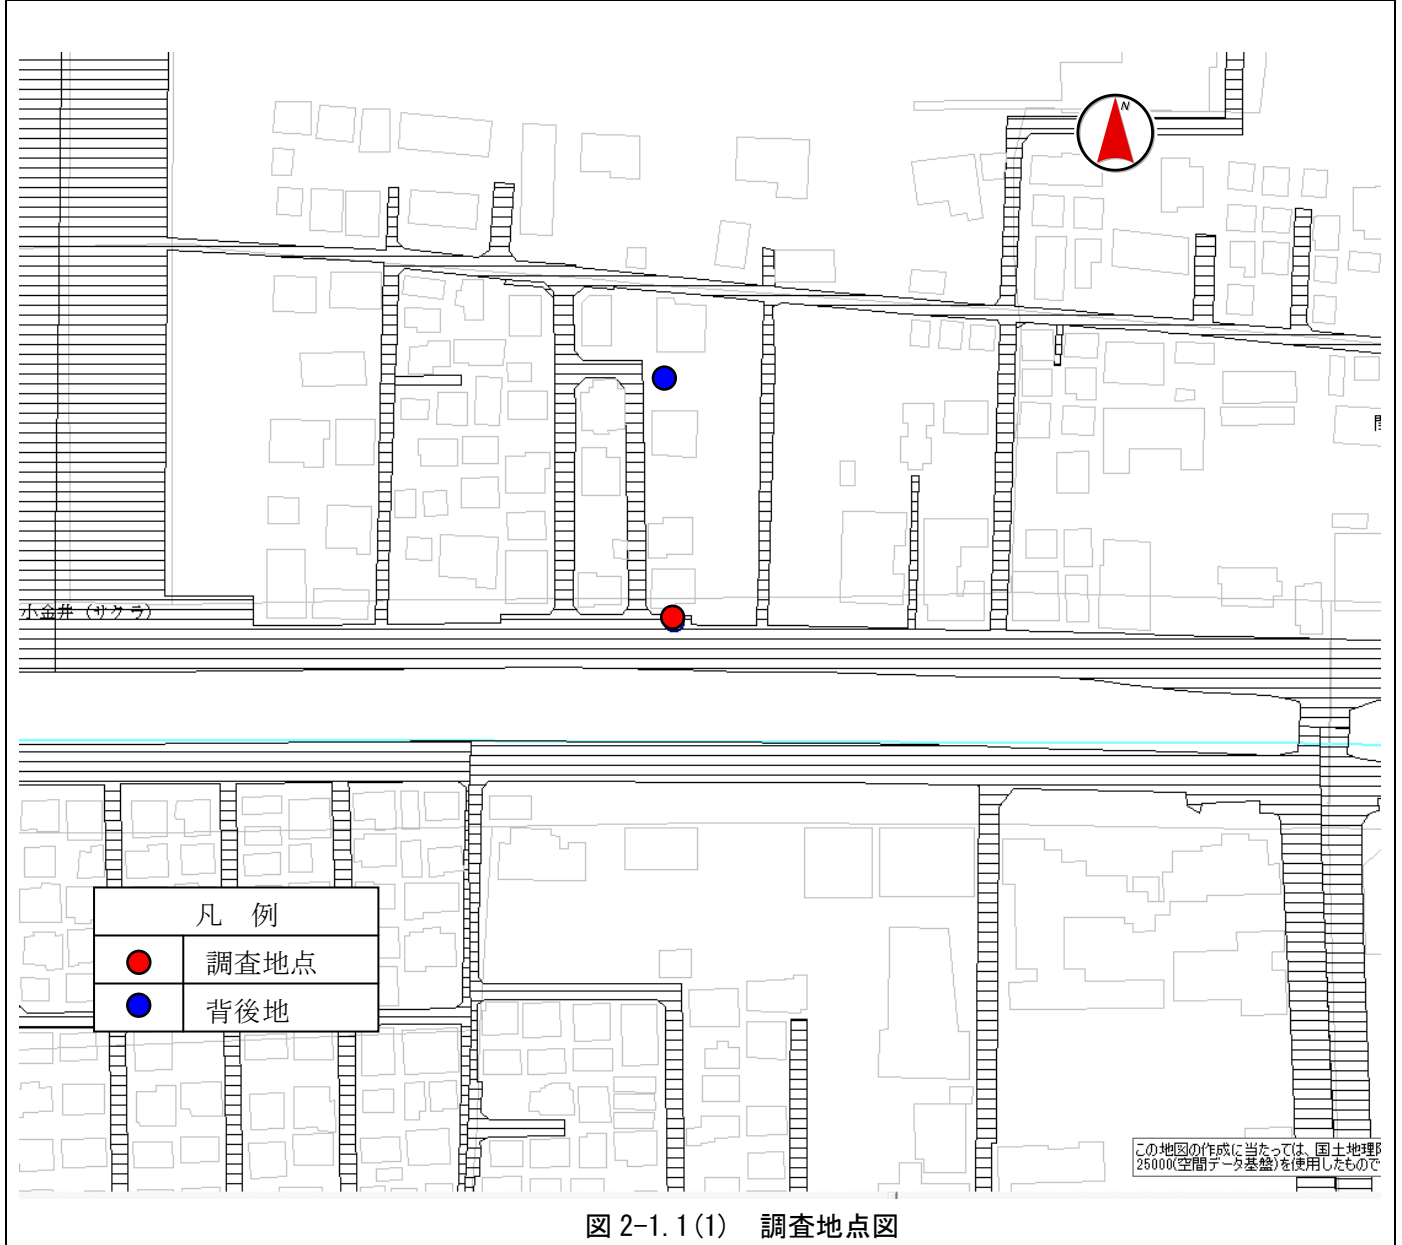 N
小金井（サクラ）
凡 例
調査地点
背後地
この地図の作成に当たっては、国土地理
25000(空間データ基盤)を使用したもので
図 2-1.1(1) 調査地点図